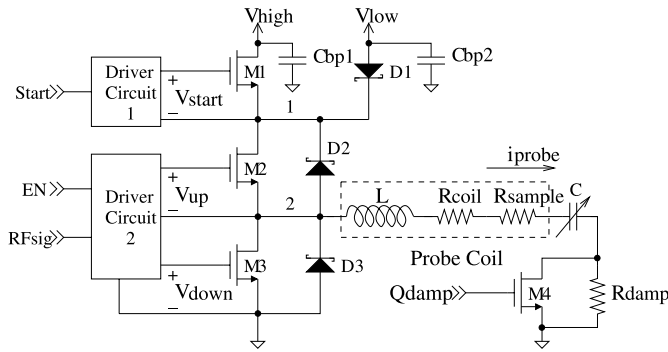 Vhigh
Vlow
Start
Driver
Circuit
1
+
Vstart
−
M1
Cbp1
D1
Cbp2
1
EN
RFsig
Driver
Circuit
2
+
Vup
−
M2
D2
2
+
Vdown
−
M3
D3
iprobe
L
Rcoil
Rsample
C
Probe Coil
Qdamp
M4
Rdamp